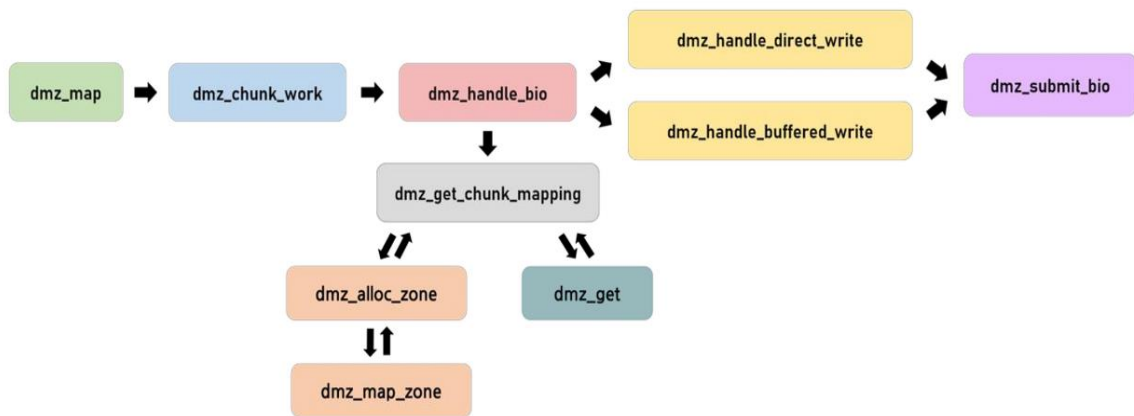 dmz_map
dmz_chunk_work
dmz_handle_bio
dmz_handle_direct_write
dmz_handle_buffered_write
dmz_submit_bio
dmz_get_chunk_mapping
dmz_alloc_zone
dmz_get
dmz_map_zone